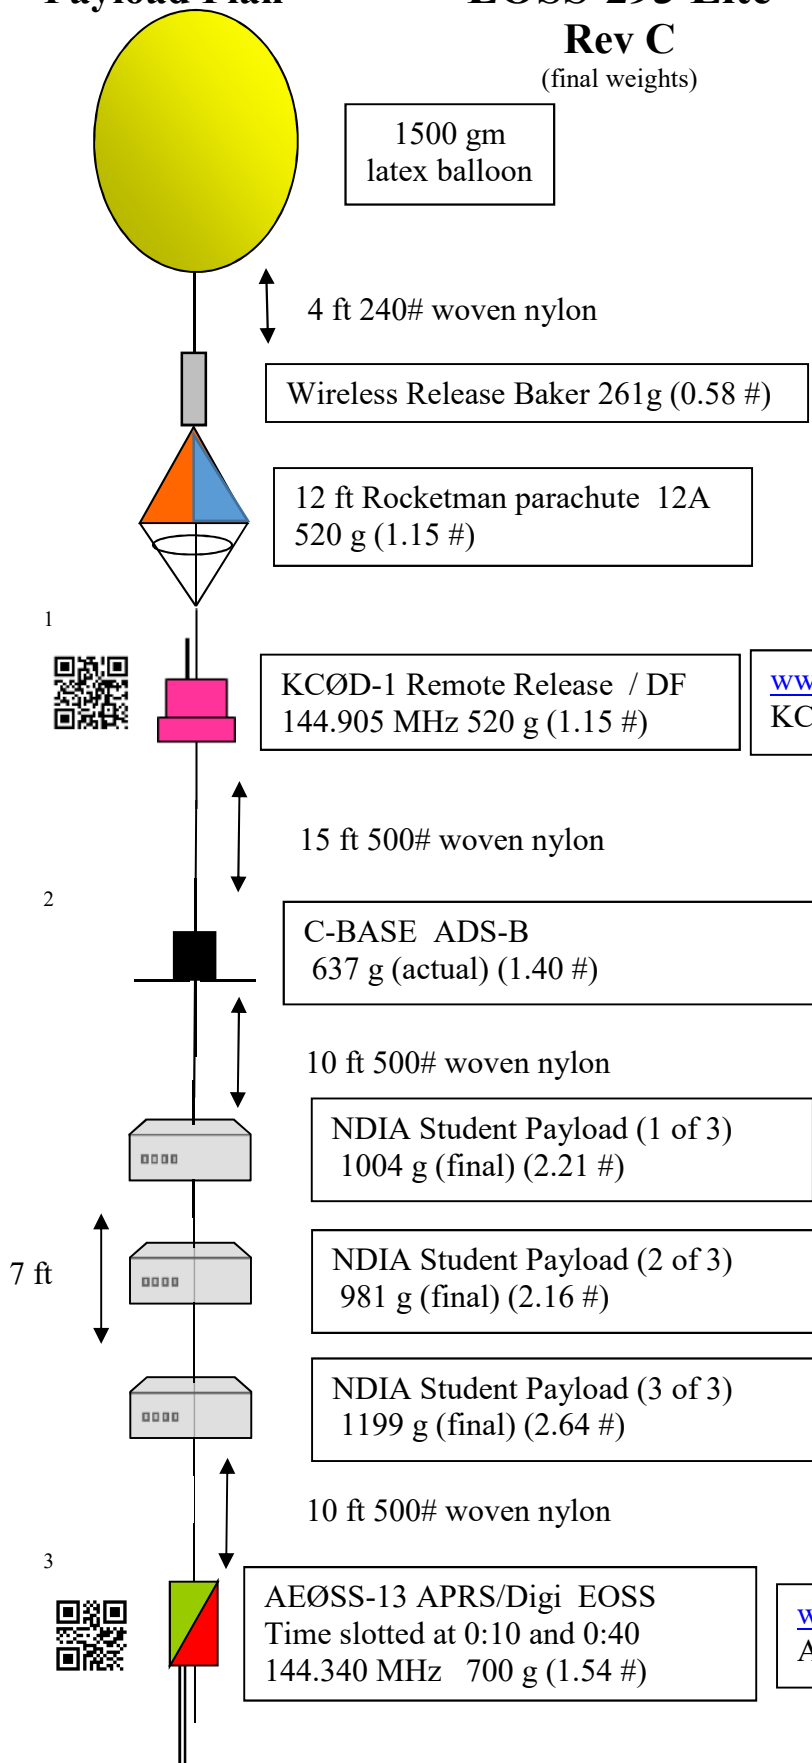 Rev C
(final weights)
1500 gm
latex balloon
4 ft 240# woven nylon
Wireless Release Baker 261g (0.58 #)
12 ft Rocketman parachute 12A
520 g (1.15 #)
1
KCØD-1 Remote Release / DF
144.905 MHz 520 g (1.15 #)
15 ft 500# woven nylon
2
C-BASE ADS-B
637 g (actual) (1.40 #)
10 ft 500# woven nylon
NDIA Student Payload (1 of 3)
1004 g (final) (2.21 #)
7 ft
NDIA Student Payload (2 of 3)
981 g (final) (2.16 #)
NDIA Student Payload (3 of 3)
1199 g (final) (2.64 #)
10 ft 500# woven nylon
3
AEØSS-13 APRS/Digi EOSS
Time slotted at 0:10 and 0:40
144.340 MHz 700 g (1.54 #)